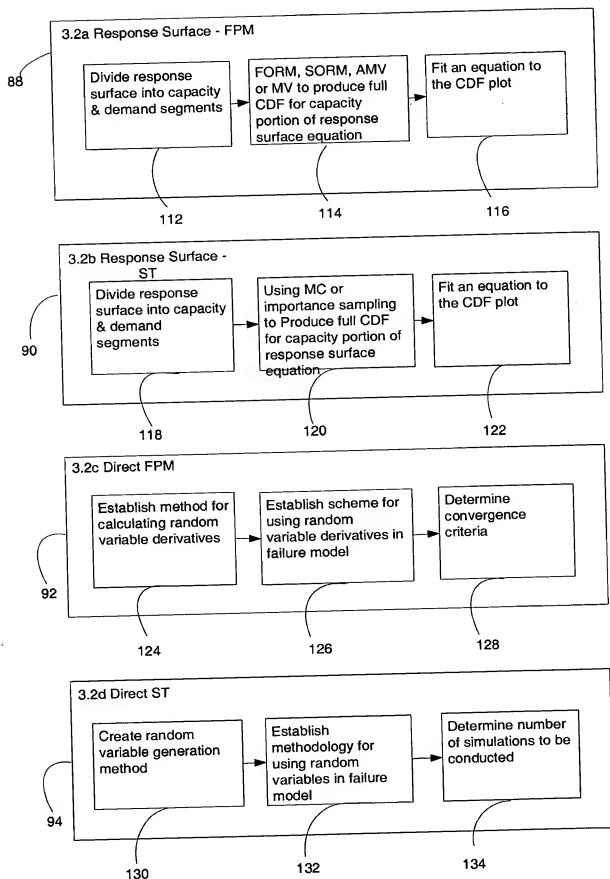 3.2a Response Surface - FPM
88
Divide response
surface into capacity
& demand segments
FORM, SORM, AMV
or MV to produce full
CDF for capacity
portion of response
surface equation
Fit an equation to
the CDF plot
112
114
116
3.2b Response Surface -
ST
90
Divide response
surface into capacity
& demand
segments
Using MC or
importance sampling
to Produce full CDF
for capacity portion of
response surface
equation
Fit an equation to
the CDF plot
118
120
122
3.2c Direct FPM
92
Establish method for
calculating random
variable derivatives
Establish scheme for
using random
variable derivatives in
failure model
Determine
convergence
criteria
124
126
128
3.2d Direct ST
94
Create random
variable generation
method
Establish
methodology for
using random
variables in failure
model
Determine number
of simulations to be
conducted
130
132
134